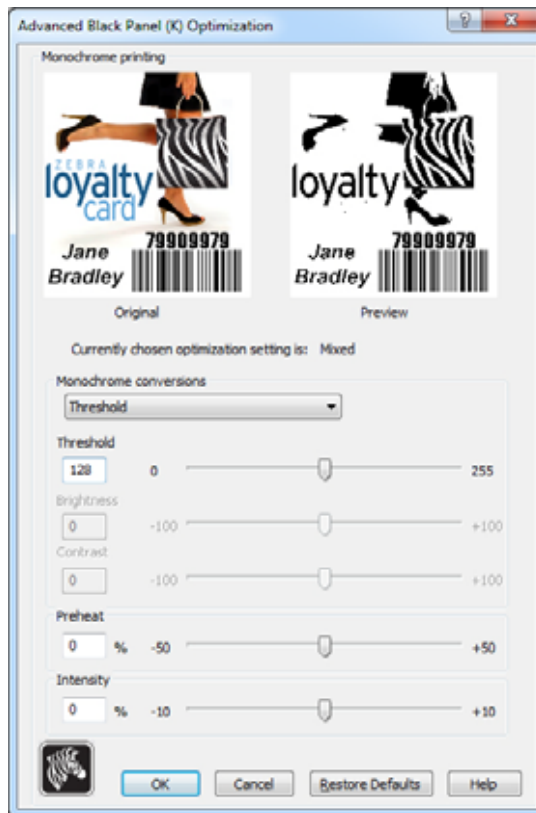 Advanced Black Panel (K) Optimization
Monochrome printing
ZEBRA
loyalty
card
79909979
Jane
Bradley
loyalty
79909979
Jane
Bradley
Original Preview
Currently chosen optimization setting is: Mixed
Monochrome conversions
Threshold
Threshold
128 0 255
Brightness
0 -100 +100
Contrast
0 -100 +100
Preheat
0 % -50 +50
Intensity
0 % -10 +10
OK Cancel Restore Defaults Help